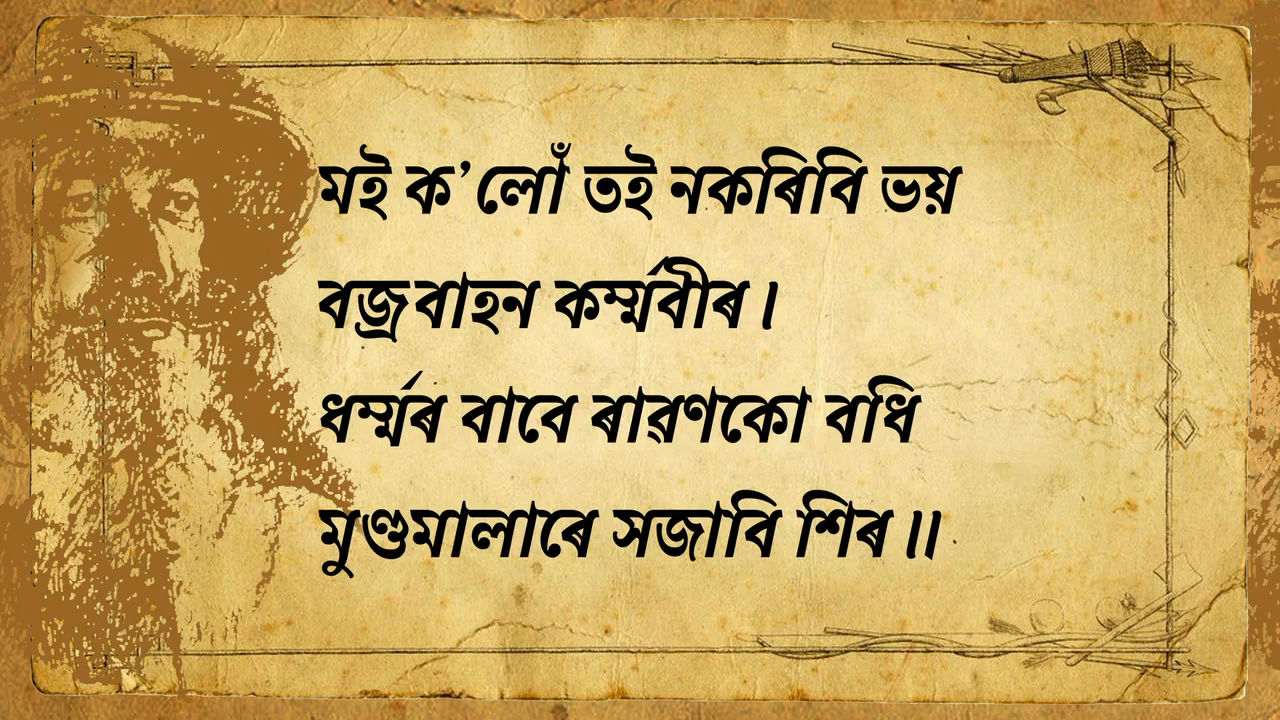 মই ক’লোঁ তই নকৰিবি ভয়
বজ্ৰবাহন কৰ্ম্মবীৰ।
ধৰ্ম্মৰ বাবে ৰাৱণকো বধি
মুণ্ডমালাৰে সজাবি শিৰ॥